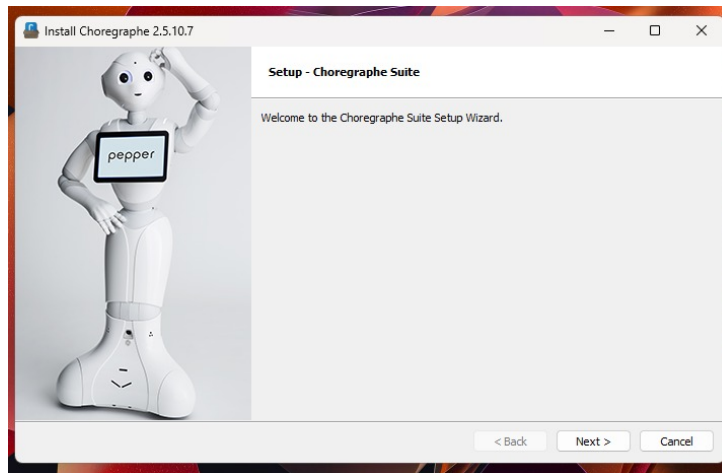 Install Choregraphe 2.5.10.7
Setup - Choregraphe Suite
Welcome to the Choregraphe Suite Setup Wizard.
pepper
< Back
Next >
Cancel